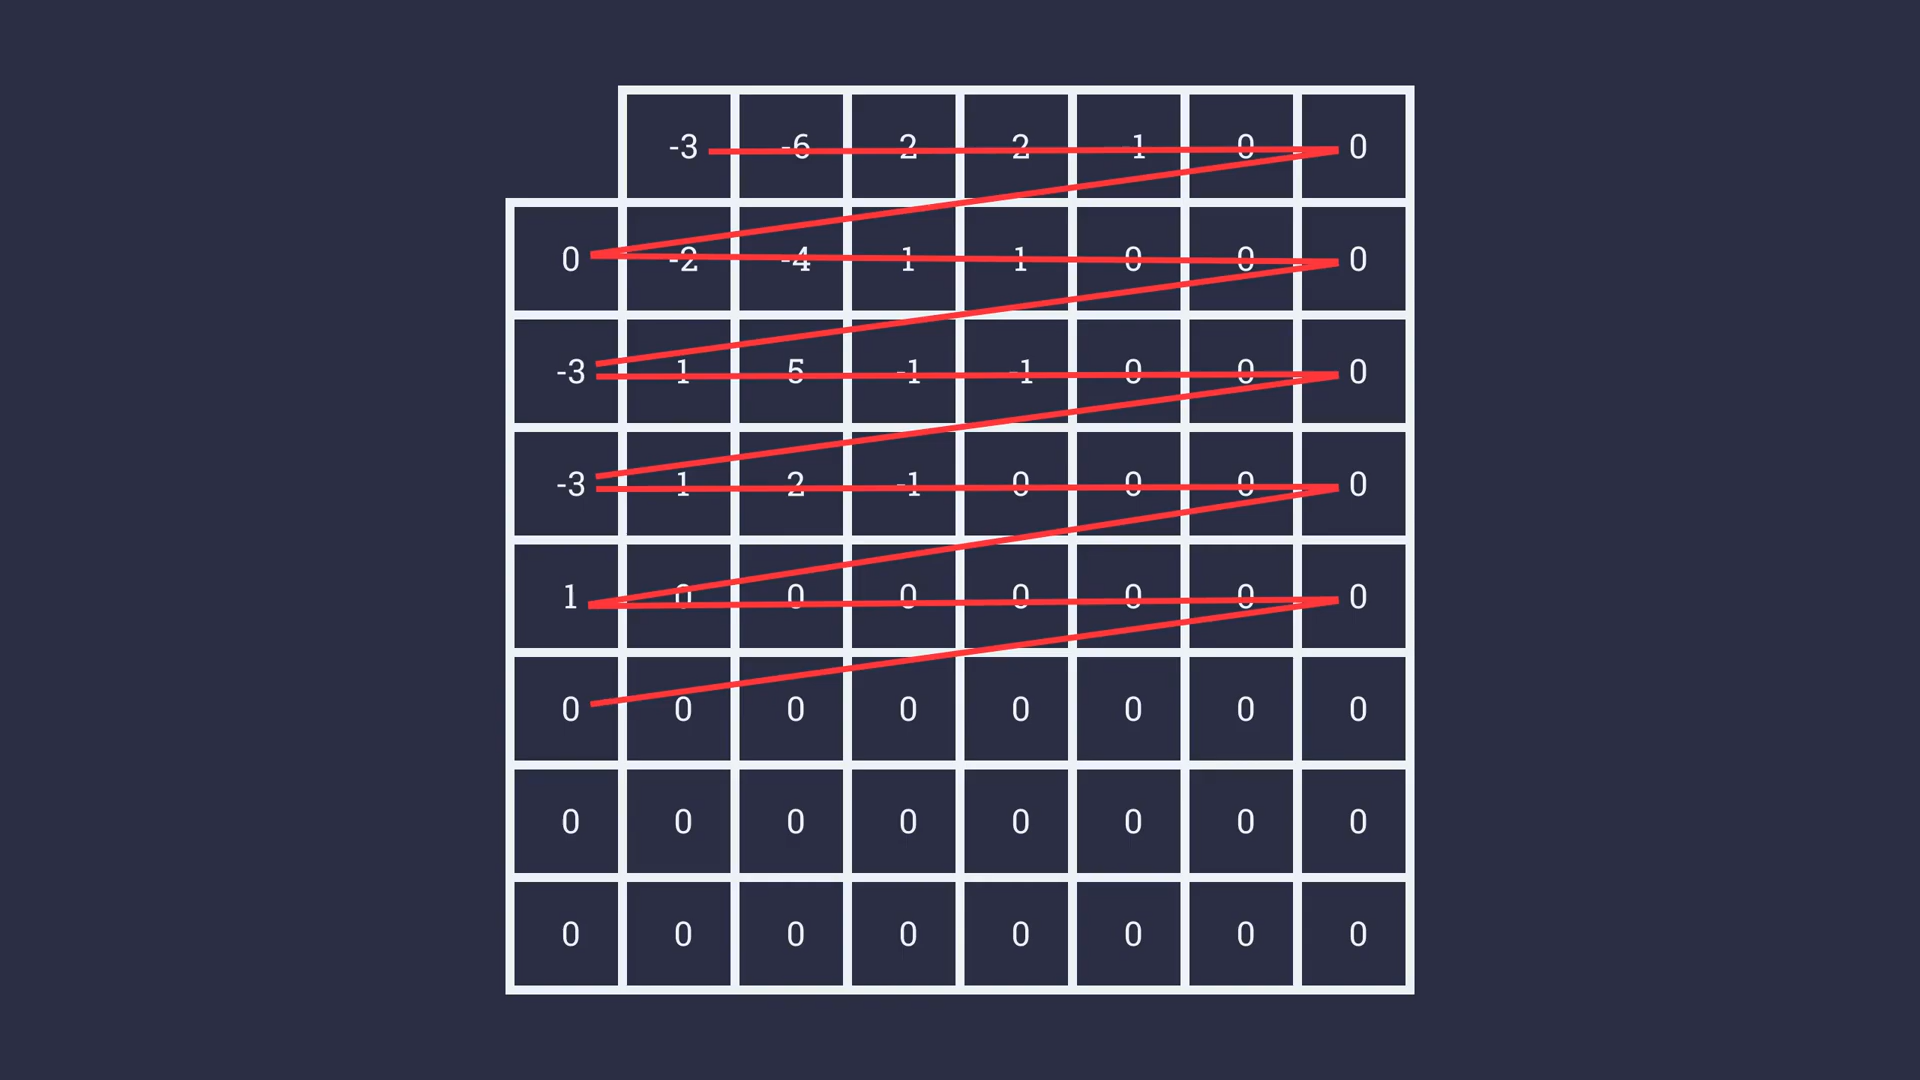 -3 -6 2 2 -1 0 0
0 -2 -4 1 1 0 0 0
-3 1 5 -1 -1 0 0 0
-3 1 2 -1 0 0 0 0
1 0 0 0 0 0 0 0
0 0 0 0 0 0 0 0
0 0 0 0 0 0 0 0
0 0 0 0 0 0 0 0